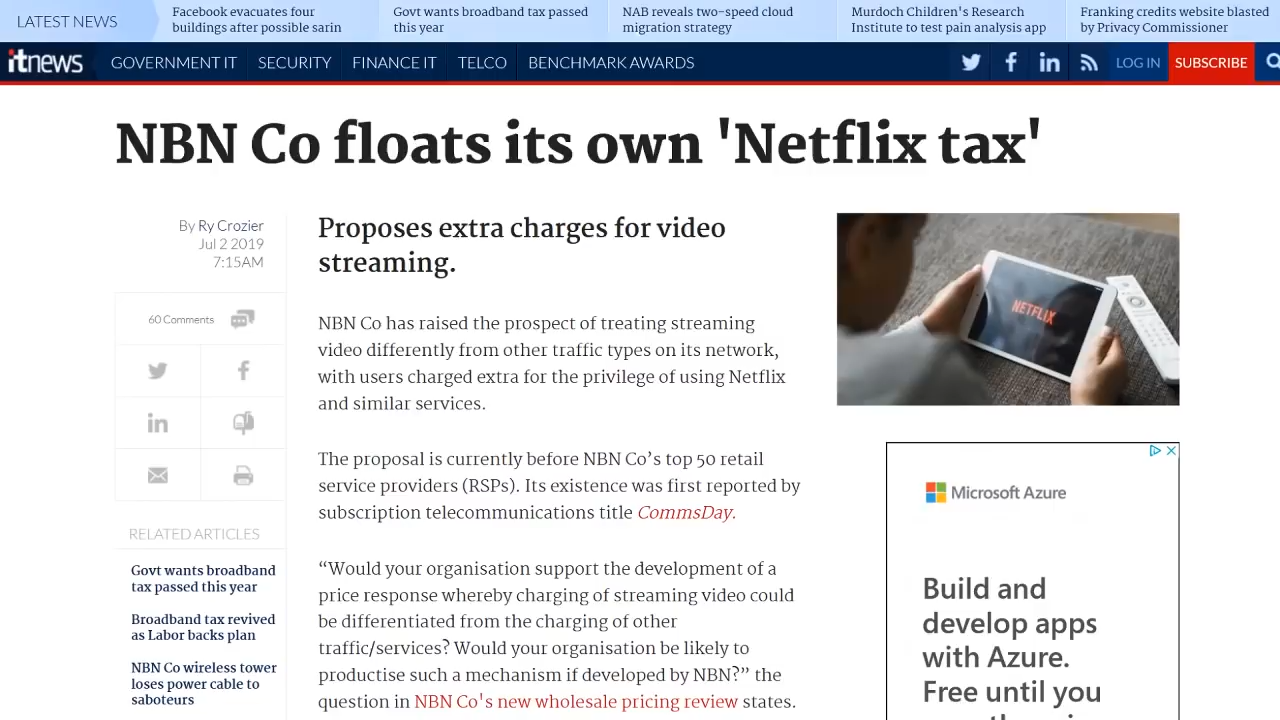 LATEST NEWS
Facebook evacuates four
buildings after possible sarin
Govt wants broadband tax passed
this year
NAB reveals two-speed cloud
migration strategy
Murdoch Children's Research
Institute to test pain analysis app
Franking credits website blasted
by Privacy Commissioner
itnews
GOVERNMENT IT
SECURITY
FINANCE IT
TELCO
BENCHMARK AWARDS
LOG IN
SUBSCRIBE
NBN Co floats its own 'Netflix tax'
By Ry Crozier
Jul 2 2019
7:15AM
60 Comments
RELATED ARTICLES
Govt wants broadband
tax passed this year
Broadband tax revived
as Labor backs plan
NBN Co wireless tower
loses power cable to
saboteurs
Proposes extra charges for video
streaming.
NBN Co has raised the prospect of treating streaming
video differently from other traffic types on its network,
with users charged extra for the privilege of using Netflix
and similar services.
The proposal is currently before NBN Co’s top 50 retail
service providers (RSPs). Its existence was first reported by
subscription telecommunications title CommsDay.
“Would your organisation support the development of a
price response whereby charging of streaming video could
be differentiated from the charging of other
traffic/services? Would your organisation be likely to
productise such a mechanism if developed by NBN?” the
question in NBN Co's new wholesale pricing review states.
NETFLIX
Microsoft Azure
Build and
develop apps
with Azure.
Free until you